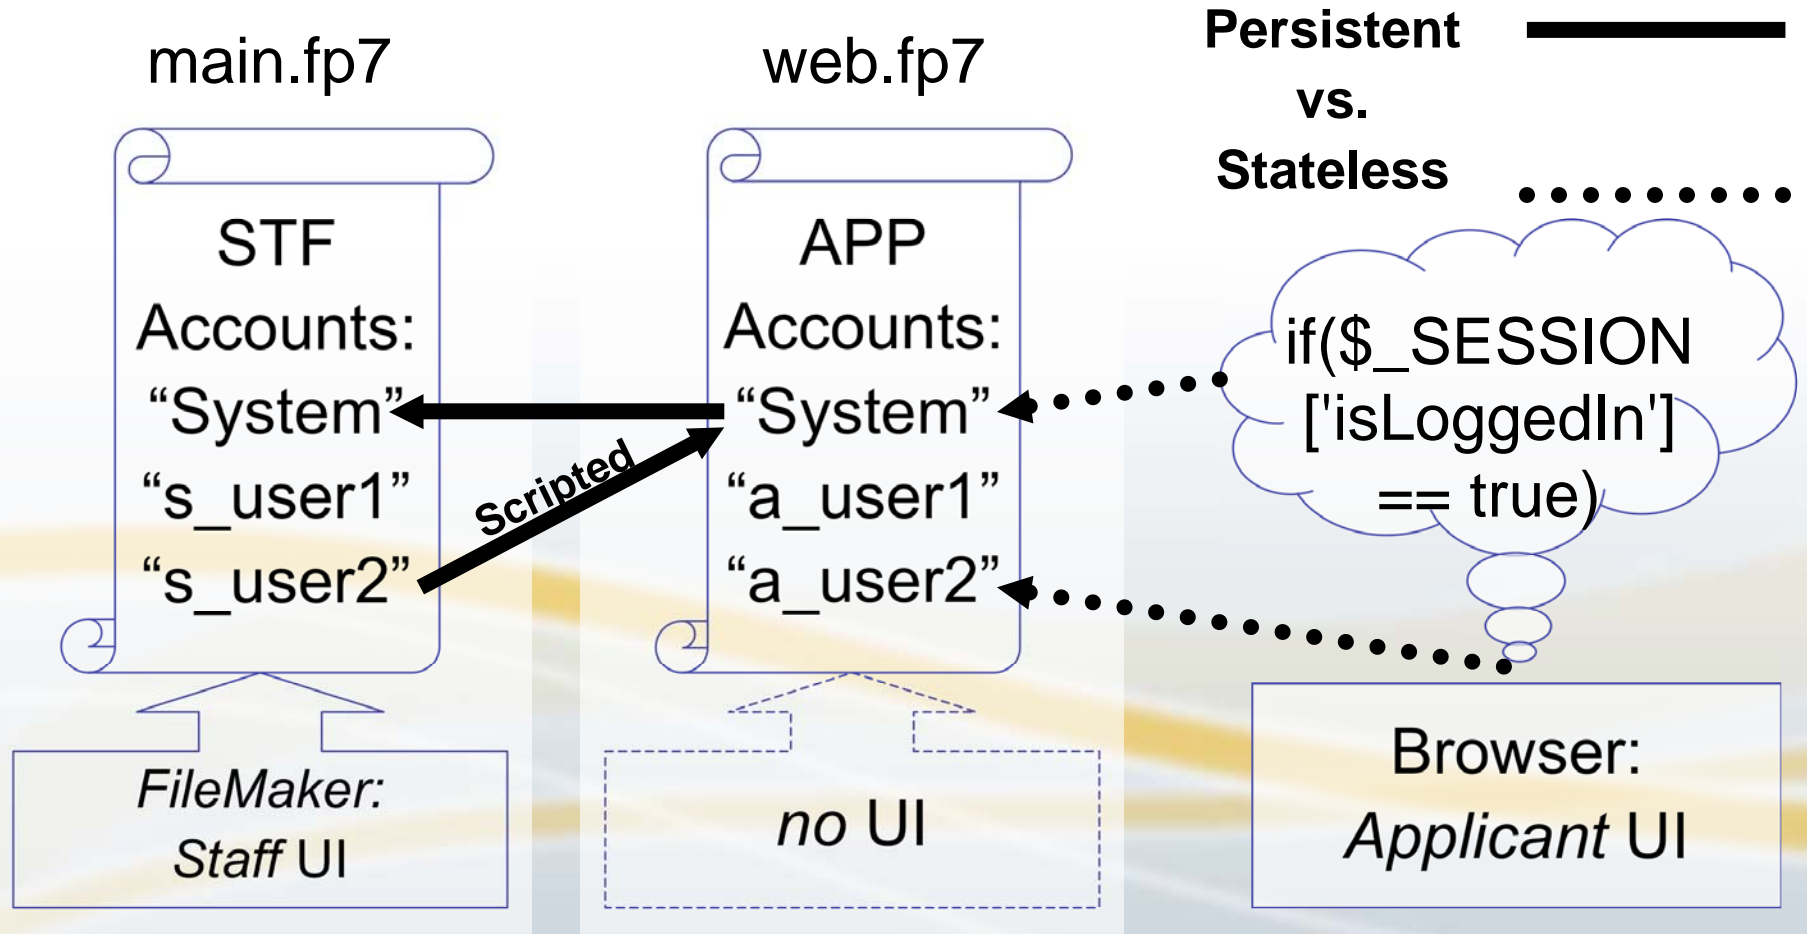 main.fp7
STF
Accounts:
“System”
“s_user1”
“s_user2”
FileMaker:
Staff UI
Scripted
web.fp7
APP
Accounts:
“System”
“a_user1”
“a_user2”
no UI
Persistent
vs.
Stateless
if($_SESSION
['isLoggedIn']
== true)
Browser:
Applicant UI